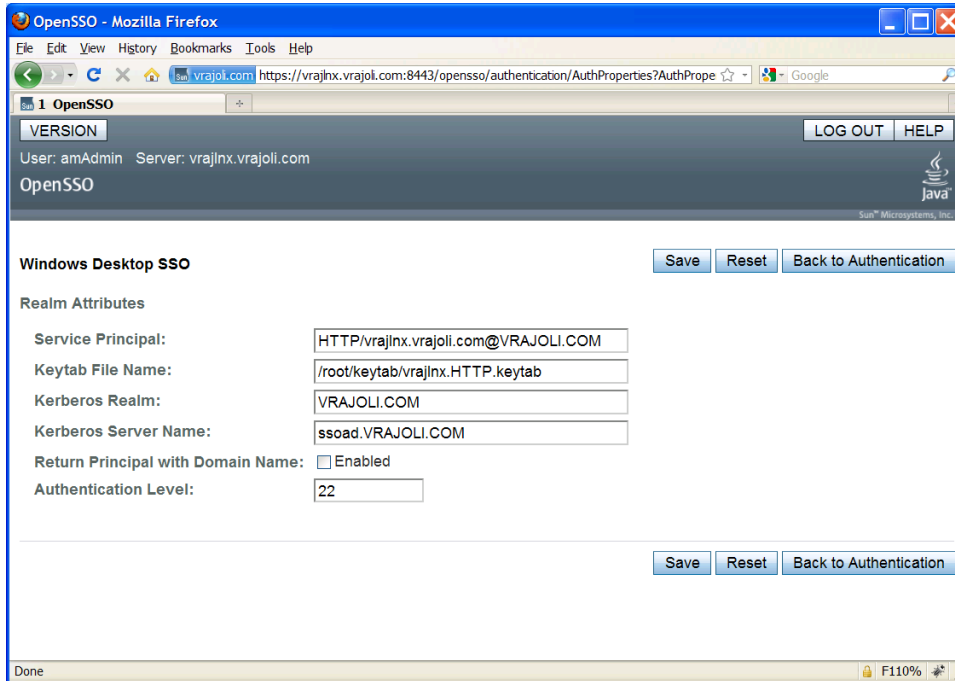 OpenSSO - Mozilla Firefox
File Edit View History Bookmarks Tools Help
Sun vrajoli.com https://vrajlnx.vrajoli.com:8443/opensso/authentication/AuthProperties?AuthPrope Google
Sun 1 OpenSSO
VERSION LOG OUT HELP
User: amAdmin Server: vrajlnx.vrajoli.com
OpenSSO
Java™
Sun™ Microsystems, Inc.
Windows Desktop SSO Save Reset Back to Authentication
Realm Attributes
Service Principal: HTTP/vrajlnx.vrajoli.com@VRAJOLI.COM
Keytab File Name: /root/keytab/vrajlnx.HTTP.keytab
Kerberos Realm: VRAJOLI.COM
Kerberos Server Name: ssoad.VRAJOLI.COM
Return Principal with Domain Name: Enabled
Authentication Level: 22
Save Reset Back to Authentication
Done F110%